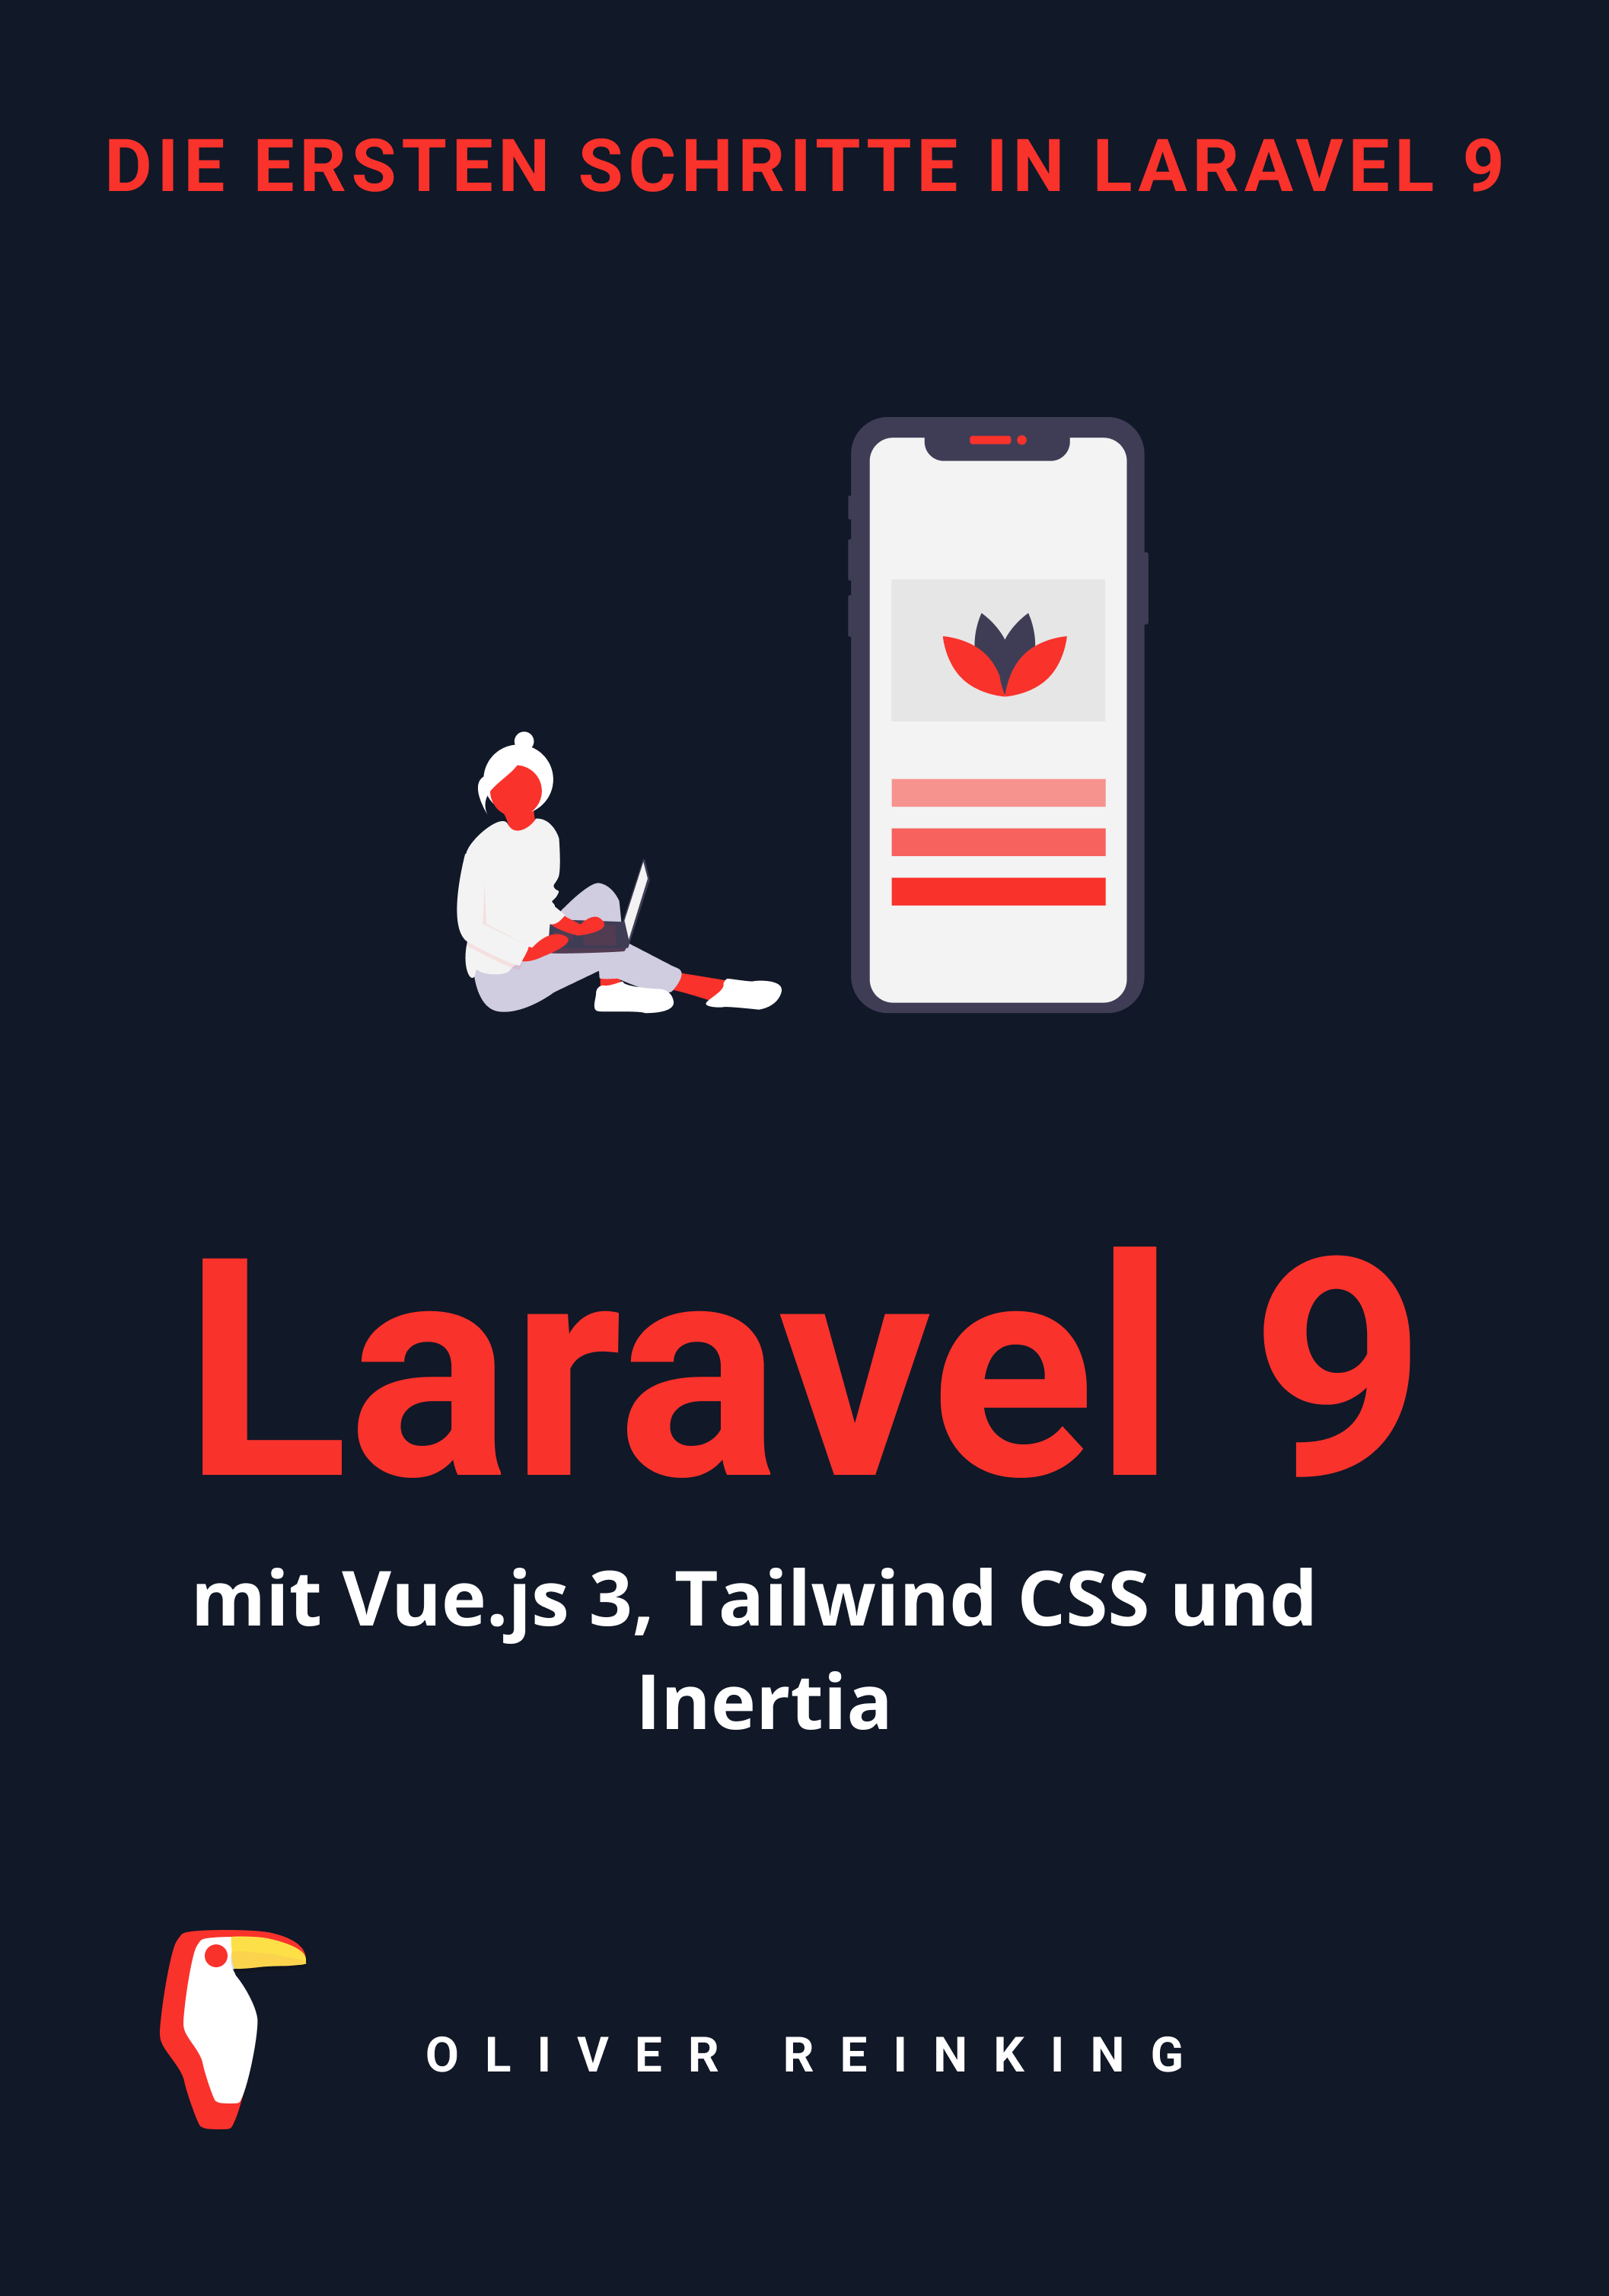 DIE ERSTEN SCHRITTE IN LARAVEL 9
Laravel 9
mit Vue.js 3, Tailwind CSS und
Inertia
OLIVER REINKING